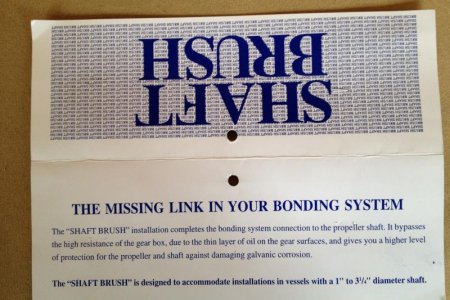 SHAFT
BRUSH
THE MISSING LINK IN YOUR BONDING SYSTEM
The "SHAFT BRUSH" installation completes the bonding system connection to the propeller shaft. It bypasses
the high resistance of the gear box, due to the thin layer of oil on the gear surfaces, and gives you a higher level
of protection for the propeller and shaft against damaging galvanic corrosion.
The "SHAFT BRUSH" is designed to accommodate installations in vessels with a 1" to 3¾" diameter shaft.